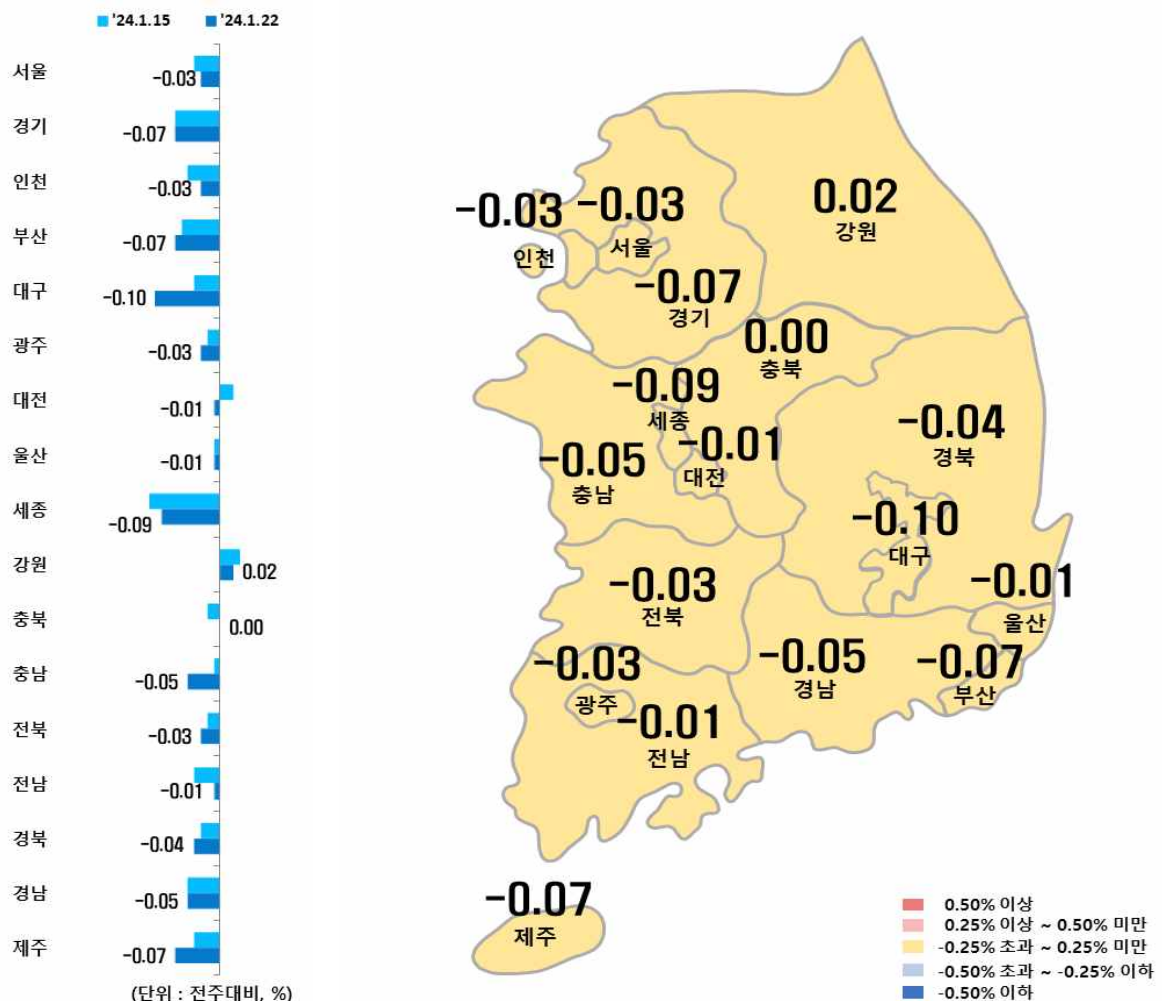 '24.1.15 '24.1.22
서울 -0.03
경기 -0.07
인천 -0.03
부산 -0.07
대구 -0.10
광주 -0.03
대전 -0.01
울산 -0.01
세종 -0.09
강원 0.02
충북 0.00
충남 -0.05
전북 -0.03
전남 -0.01
경북 -0.04
경남 -0.05
제주 -0.07
(단위 : 전주대비, %)
-0.03
인천
-0.03
서울
0.02
강원
-0.07
경기
0.00
충북
-0.09
세종
-0.04
경북
-0.05
충남
-0.01
대전
-0.10
대구
-0.03
전북
-0.01
울산
-0.03
광주
-0.05
경남
-0.07
부산
-0.01
전남
-0.07
제주
0.50% 이상
0.25% 이상 ~ 0.50% 미만
-0.25% 초과 ~ 0.25% 미만
-0.50% 초과 ~ -0.25% 이하
-0.50% 이하